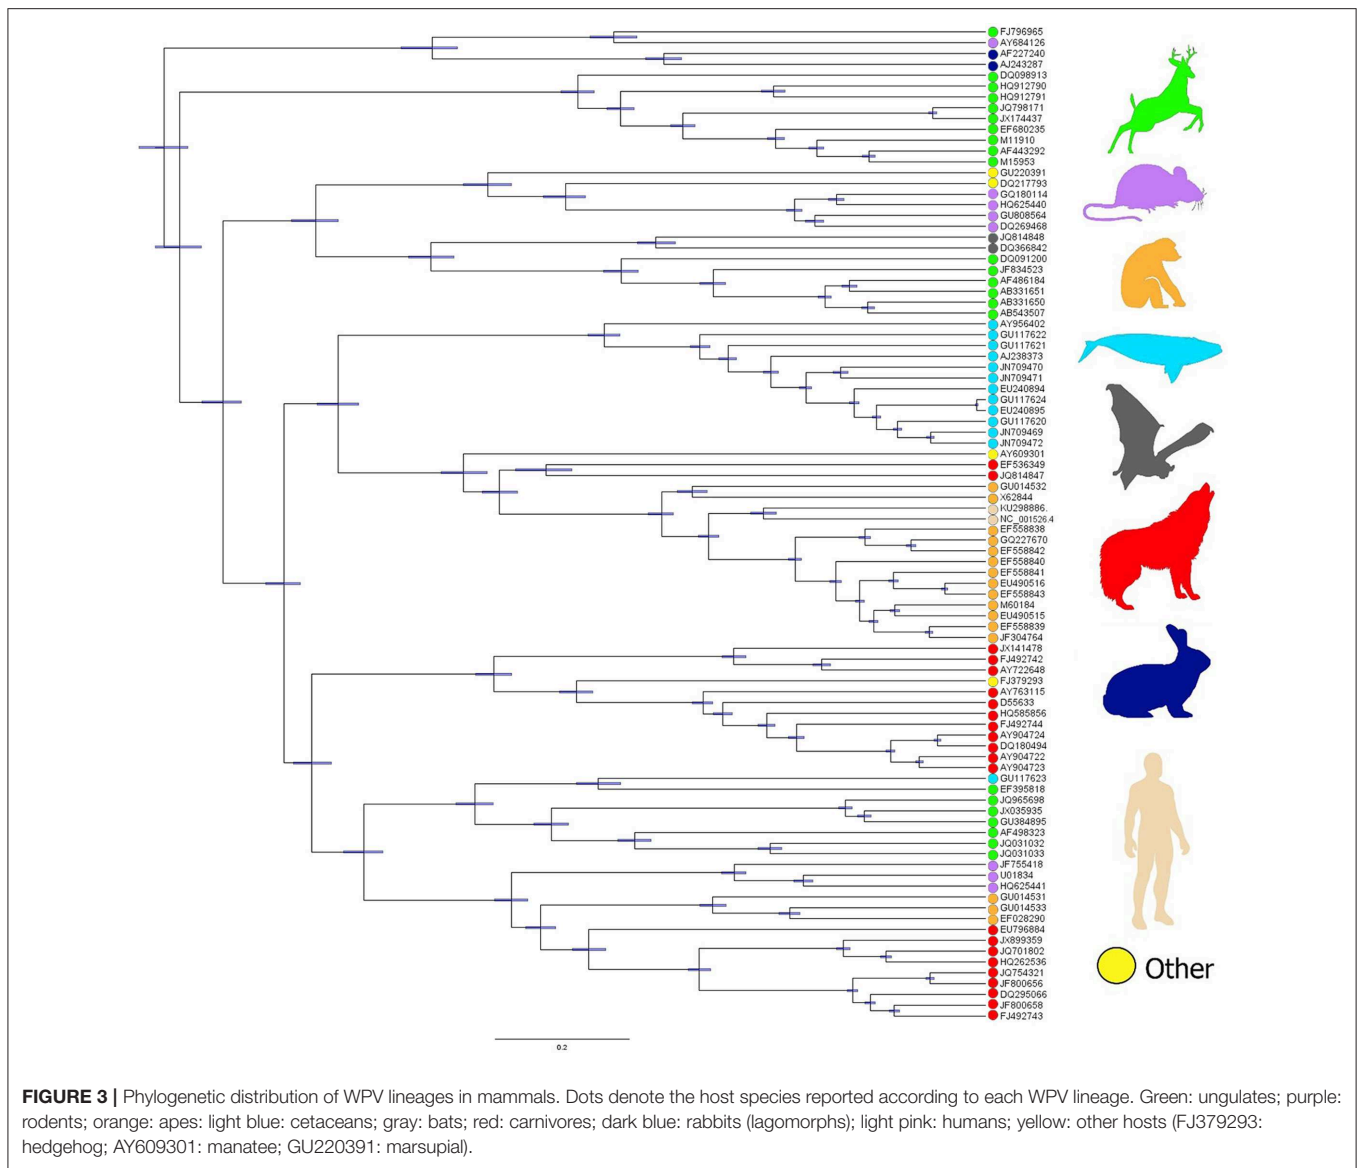 FJ796965
AY684126
AF227240
AJ243287
DQ098913
HQ912790
HQ912791
JQ798171
JX174437
EF680235
M11910
AF443292
M15953
GU220391
DQ217793
GQ180114
HQ625440
GU808564
DQ269468
JQ814848
DQ366842
DQ091200
JF834523
AF486184
AB331651
AB331650
AB543507
AY956402
GU117622
GU117621
AJ238373
JN709470
JN709471
EU240894
GU117624
EU240895
GU117620
JN709469
JN709472
AY609301
EF536349
JQ814847
GU014532
X62844
KU298886.
NC_001526.4
EF558838
GQ227670
EF558842
EF558840
EF558841
EU490516
EF558843
M60184
EU490515
EF558839
JF304764
JX141478
FJ492742
AY722648
FJ379293
AY763115
D55633
HQ585856
FJ492744
AY904724
DQ180494
AY904722
AY904723
GU117623
EF395818
JQ965698
JX035935
GU384895
AF498323
JQ031032
JQ031033
JF755418
U01834
HQ625441
GU014531
GU014533
EF028290
EU796884
JX899359
JQ701802
HQ262536
JQ754321
JF800656
DQ295066
JF800658
FJ492743
Other
0.2
FIGURE 3 | Phylogenetic distribution of WPV lineages in mammals. Dots denote the host species reported according to each WPV lineage. Green: ungulates; purple:
rodents; orange: apes: light blue: cetaceans; gray: bats; red: carnivores; dark blue: rabbits (lagomorphs); light pink: humans; yellow: other hosts (FJ379293:
hedgehog; AY609301: manatee; GU220391: marsupial).